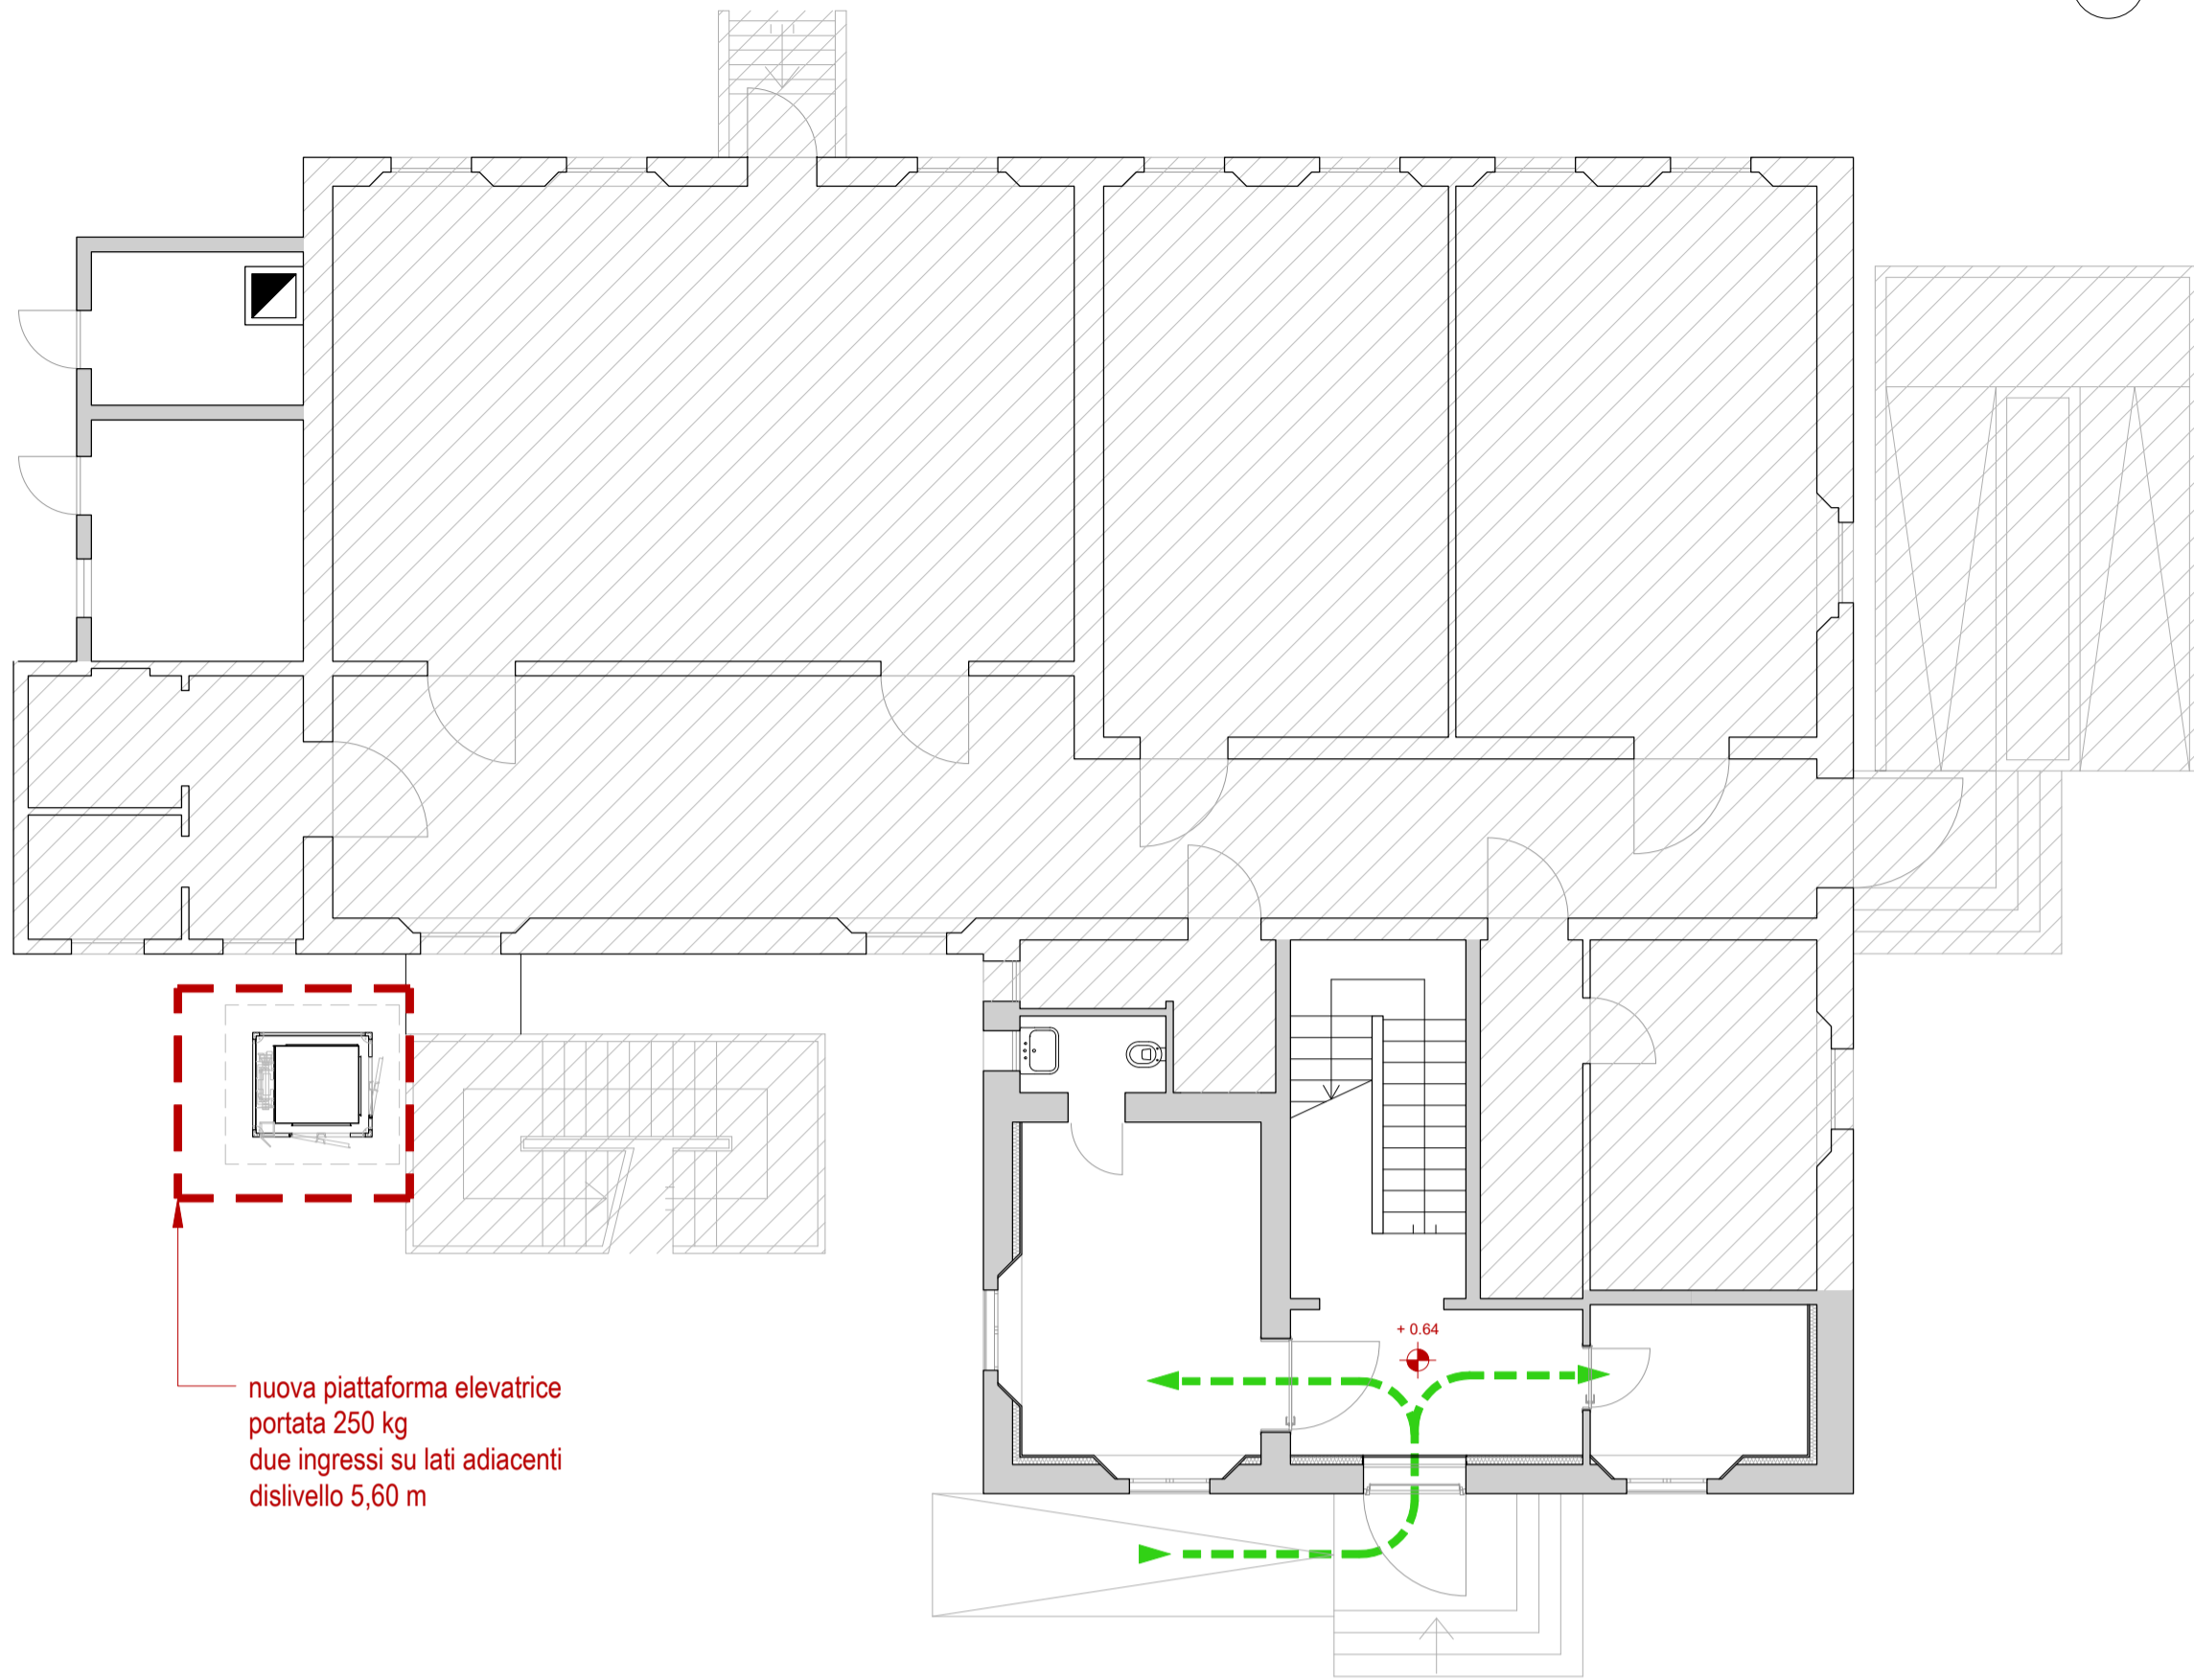 + 0.64
nuova piattaforma elevatrice
portata 250 kg
due ingressi su lati adiacenti
dislivello 5,60 m